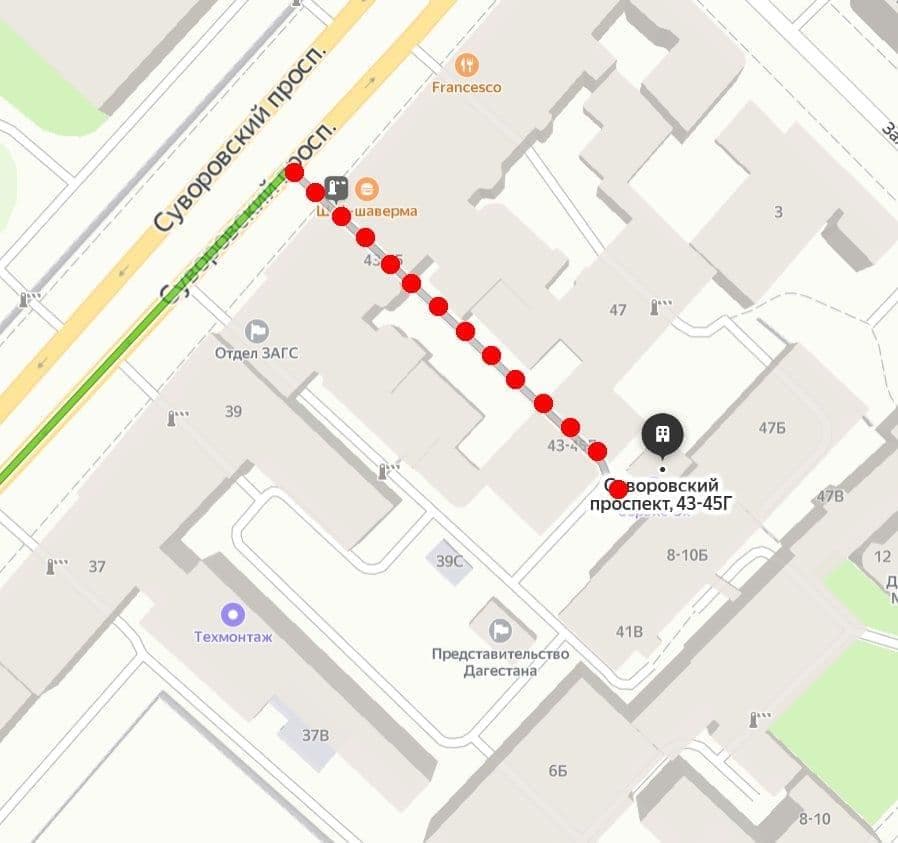 Суворовский просп.
Francesco
Суворовский просп.
шаверма
3
47
Отдел ЗАГС
39
47Б
Суворовский
проспект, 43-45Г
47В
8-10Б
12
39С
37
Техмонтаж
41В
Представительство
Дагестана
37В
6Б
8-10